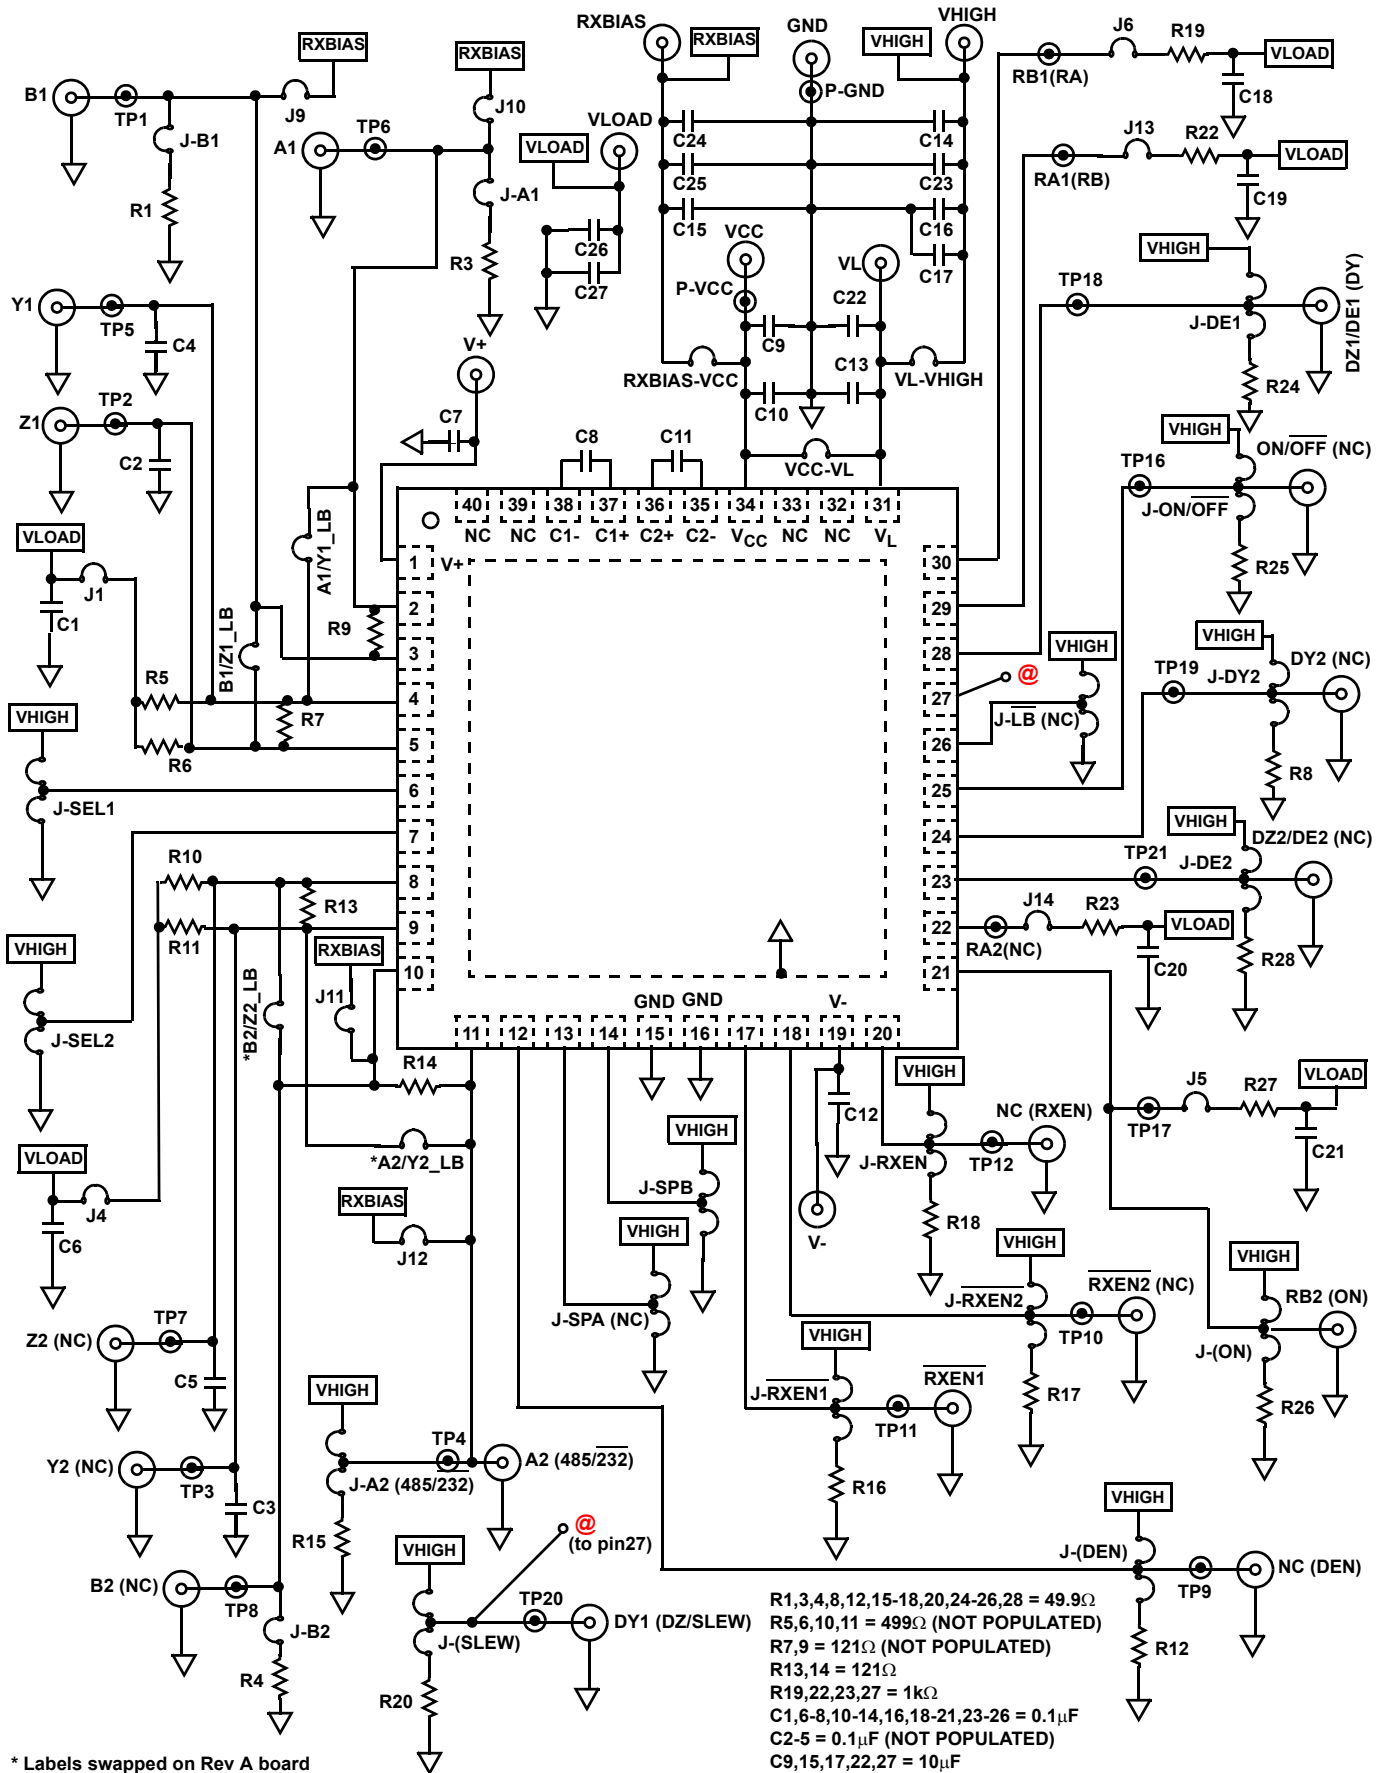 RXBIAS
GND
VHIGH
J6
R19
RXBIAS
RXBIAS
VHIGH
VLOAD
RB1(RA)
RXBIAS
B1
TP1
J9
J10
P-GND
C18
VLOAD
J-B1
TP6
A1
VLOAD
C24
C14
J13
R22
VLOAD
C25
C23
RA1(RB)
C19
R1
J-A1
C15
C16
VCC
C26
R3
C17
VL
VHIGH
C27
P-VCC
C22
TP18
DZ1/DE1 (DY)
Y1
TP5
J-DE1
C4
V+
C9
RXBIAS-VCC
C13
VL-VHIGH
R24
TP2
C10
Z1
C7
C8
C11
VHIGH
ON/OFF (NC)
C2
VCC-VL
TP16
J-ON/OFF
40 39 38 37 36 35 34 33 32 31
NC NC C1- C1+ C2+ C2- VCC NC NC VL
VLOAD
A1/Y1_LB
1 V+
30
R25
J1
C1
2
29
R9
B1/Z1_LB
3
28
VHIGH
VHIGH
DY2 (NC)
TP19
J-DY2
R5
4
27
@
R7
J-LB (NC)
VHIGH
5
26
R6
R8
6
25
J-SEL1
7
24
VHIGH
DZ2/DE2 (NC)
TP21
J-DE2
R10
8
23
R13
J14
R23
R11
9
22
VLOAD
RA2(NC)
VHIGH
RXBIAS
C20
R28
10
21
*B2/Z2_LB
J11
GND GND
V-
J-SEL2
11 12 13 14 15 16 17 18 19 20
R14
VHIGH
J5
R27
VLOAD
C12
NC (RXEN)
TP17
VHIGH
C21
*A2/Y2_LB
J-RXEN
TP12
VLOAD
J-SPB
RXBIAS
J4
R18
C6
VHIGH
V-
J12
VHIGH
VHIGH
J-RXEN2
RXEN2 (NC)
RB2 (ON)
TP7
J-SPA (NC)
TP10
Z2 (NC)
VHIGH
J-(ON)
C5
VHIGH
J-RXEN1
RXEN1
R17
R26
TP11
TP4
A2 (485/232)
Y2 (NC)
TP3
J-A2 (485/232)
R16
C3
VHIGH
R15
@
(to pin27)
VHIGH
J-(DEN)
B2 (NC)
NC (DEN)
TP8
TP20
TP9
DY1 (DZ/SLEW)
J-B2
J-(SLEW)
R12
R4
R20
R1,3,4,8,12,15-18,20,24-26,28 = 49.9Ω
R5,6,10,11 = 499Ω (NOT POPULATED)
R7,9 = 121Ω (NOT POPULATED)
R13,14 = 121Ω
R19,22,23,27 = 1kΩ
C1,6-8,10-14,16,18-21,23-26 = 0.1μF
C2-5 = 0.1μF (NOT POPULATED)
C9,15,17,22,27 = 10μF
* Labels swapped on Rev A board